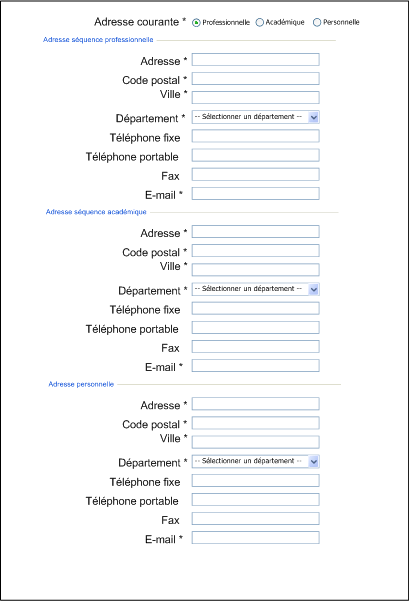 Adresse courante * Professionnelle Académique Personnelle
Adresse séquence professionnelle
Adresse *
Code postal *
Ville *
Département * -- Sélectionner un département --
Téléphone fixe
Téléphone portable
Fax
E-mail *
Adresse séquence académique
Adresse *
Code postal *
Ville *
Département * -- Sélectionner un département --
Téléphone fixe
Téléphone portable
Fax
E-mail *
Adresse personnelle
Adresse *
Code postal *
Ville *
Département * -- Sélectionner un département --
Téléphone fixe
Téléphone portable
Fax
E-mail *